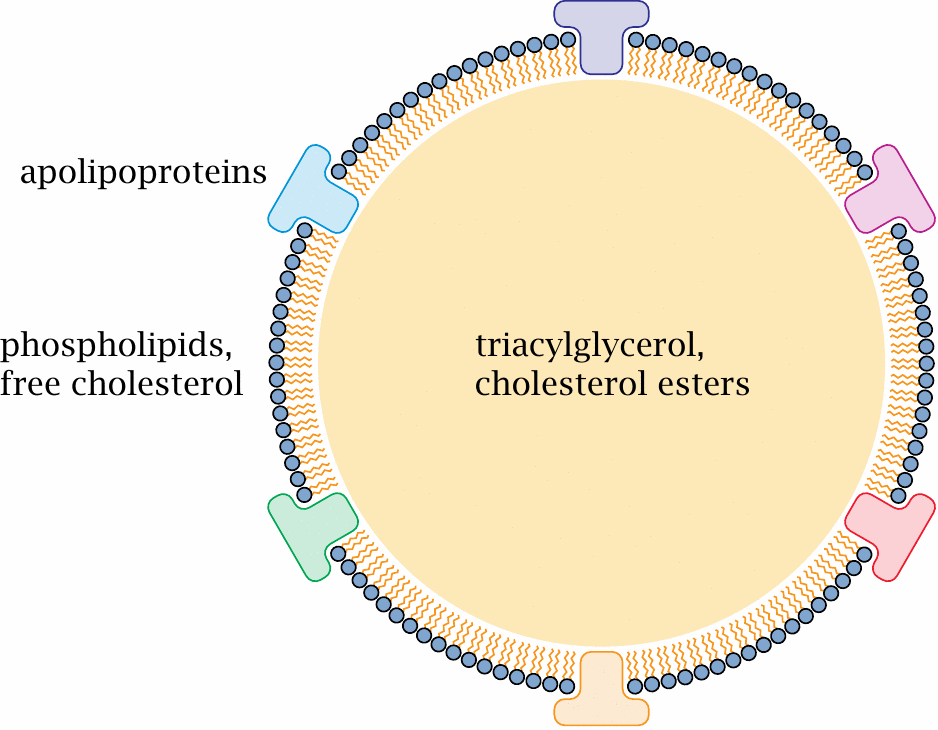 apolipoproteins
phospholipids,
free cholesterol
triacylglycerol,
cholesterol esters